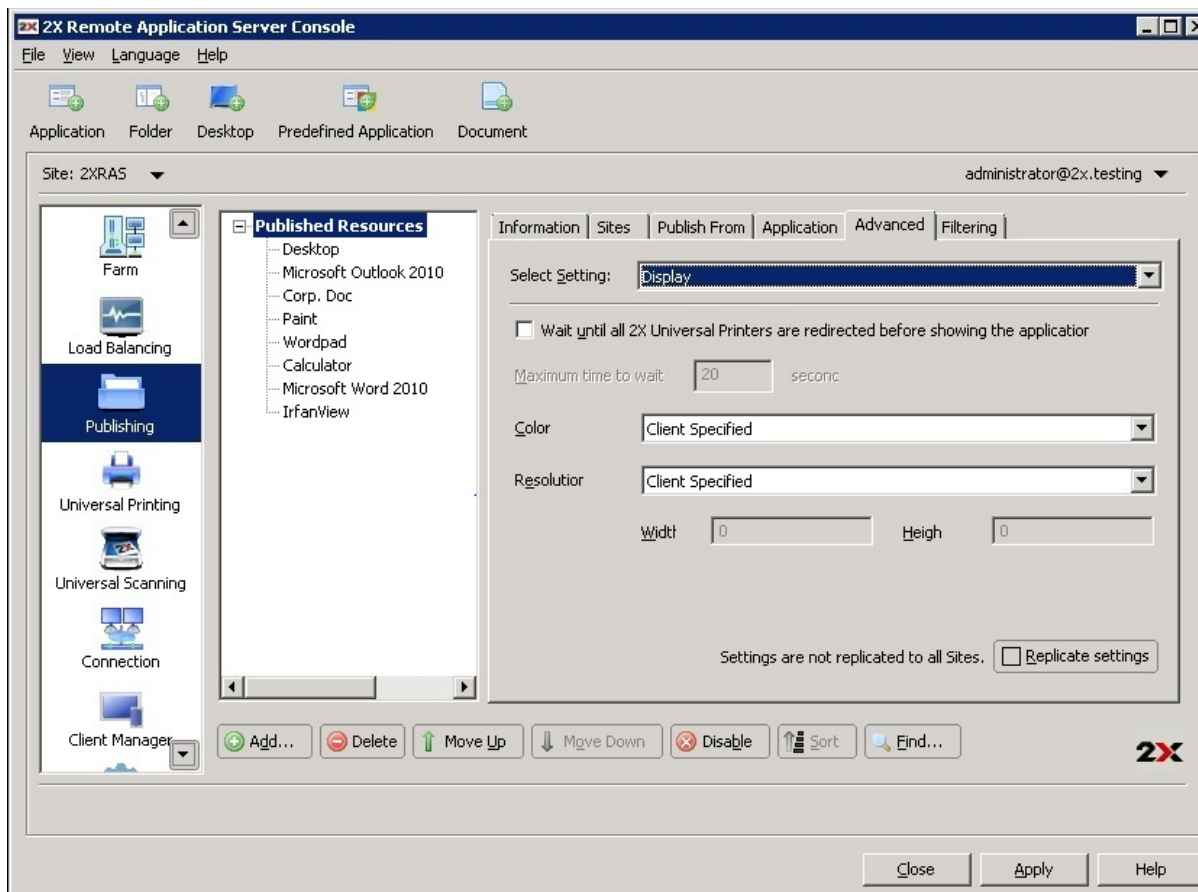 2X 2X Remote Application Server Console
File View Language Help
Application Folder Desktop Predefined Application Document
Site: 2XRAS administrator@2x.testing
Farm
Load Balancing
Publishing
Universal Printing
2X
Universal Scanning
Connection
Client Manager
Published Resources
Desktop
Microsoft Outlook 2010
Corp. Doc
Paint
Wordpad
Calculator
Microsoft Word 2010
IrfanView
Information Sites Publish From Application Advanced Filtering
Select Setting: Display
Wait until all 2X Universal Printers are redirected before showing the applicatior
Maximum time to wait 20 seconc
Color Client Specified
Resolutior Client Specified
Widtl 0 Heigh 0
Settings are not replicated to all Sites. Replicate settings
Add... Delete Move Up Move Down Disable Sort Find...
2X
Close Apply Help